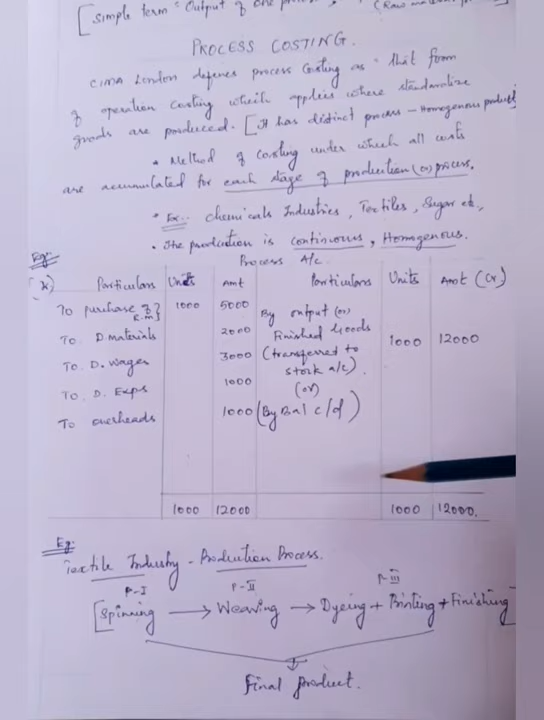 [Simple term "Output of One process
PROCESS COSTING.
CIMA London defines process Costing as "that form
of operation costing which applies where standardize
goods are produced. [It has distinct process - Homogenous products]
• Method of Costing under which all costs
are accumulated for each stage of production (or) process.
• Ex:- chemicals Industries, Textiles, Sugar etc.,
• The production is continuous, Homogenous.
Eg:-
Process A/c
Particulars Units Amt Particulars Units Amt (Cr)
To purchase of R.m} 1000 5000 By output (or)
To D.materials 2000 Finished Goods 1000 12000
To D. wages 3000 (transferred to
stock a/c)
To D. Exps 1000 (or)
To overheads 1000 (By Bal c/d)
1000 12000 1000 12000.
Eg:
Textile Industry - Production Process.
P-I P-II P-III
[Spinning → Weaving → Dyeing + Printing + Finishing]
Final product.